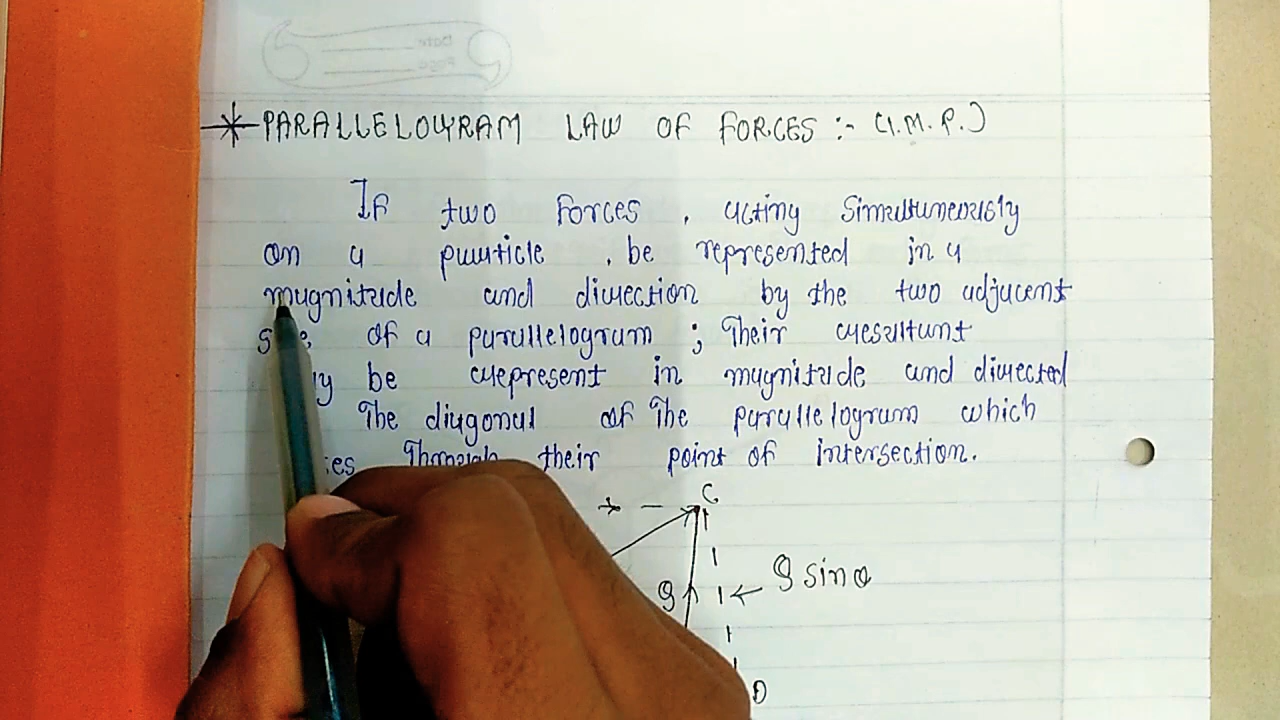 * PARALLELOGRAM LAW OF FORCES :- (I.M.P.)
If two forces , acting simultaneously
on a particle , be represented in a
magnitude and direction by the two adjacent
of a parallelogram ; Their resultant
be represent in magnitude and directed
The diagonal of The parallelogram which
Through their point of intersection.
C
Q sinθ
Q
D